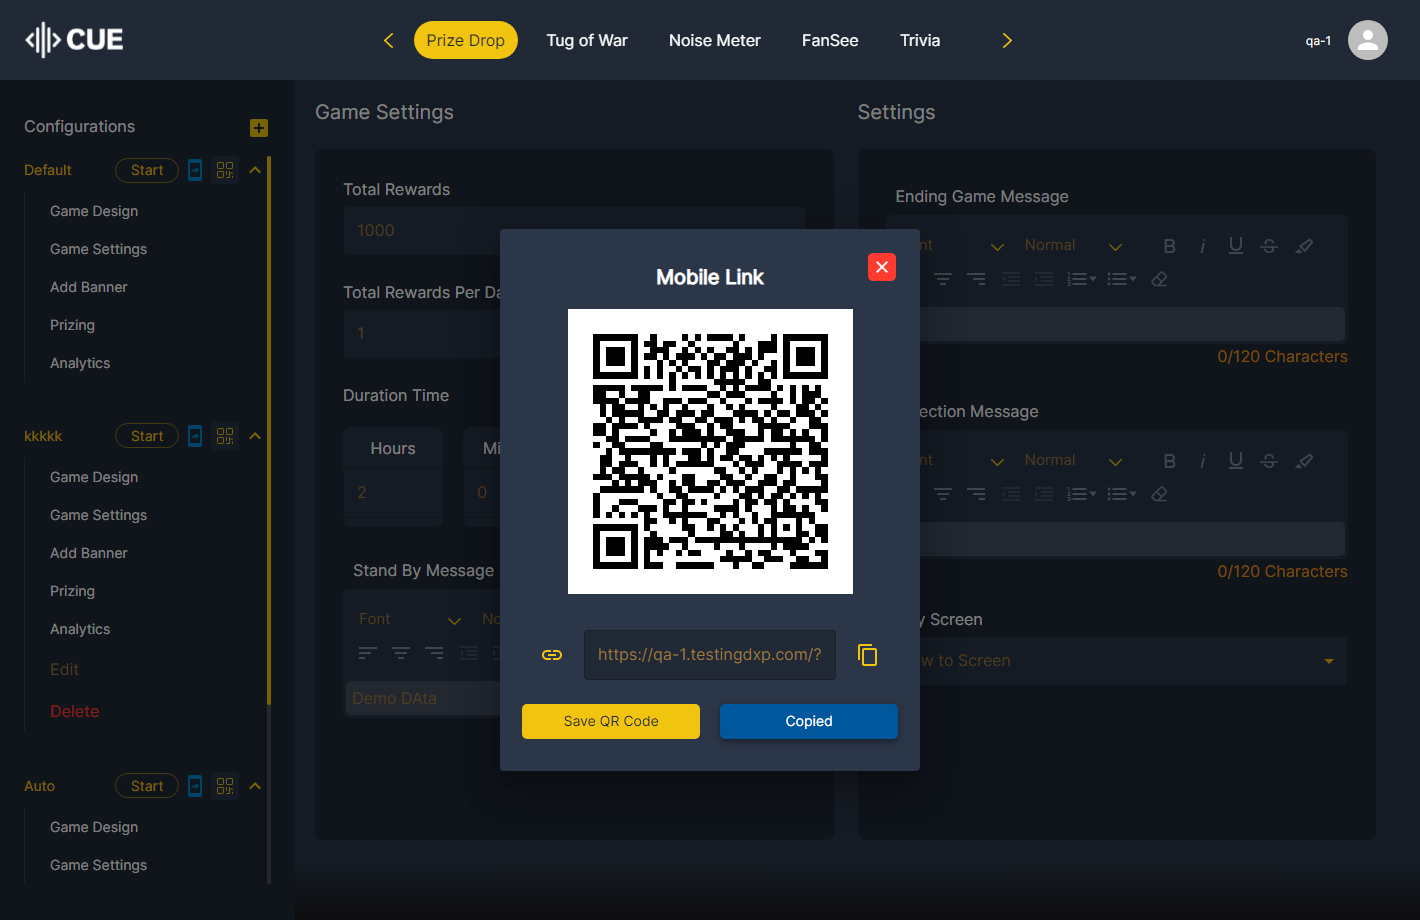 CUE
Prize Drop
Tug of War
Noise Meter
FanSee
Trivia
qa-1
Configurations
Default
Start
Game Design
Game Settings
Add Banner
Prizing
Analytics
kkkkk
Start
Game Design
Game Settings
Add Banner
Prizing
Analytics
Edit
Delete
Auto
Start
Game Design
Game Settings
Game Settings
Total Rewards
1000
Total Rewards Per Da
1
Duration Time
Hours
Mi
2
0
Stand By Message
Font
No
Demo DAta
Settings
Ending Game Message
nt
Normal
0/120 Characters
ection Message
nt
Normal
0/120 Characters
y Screen
w to Screen
Mobile Link
https://qa-1.testingdxp.com/?
Save QR Code
Copied